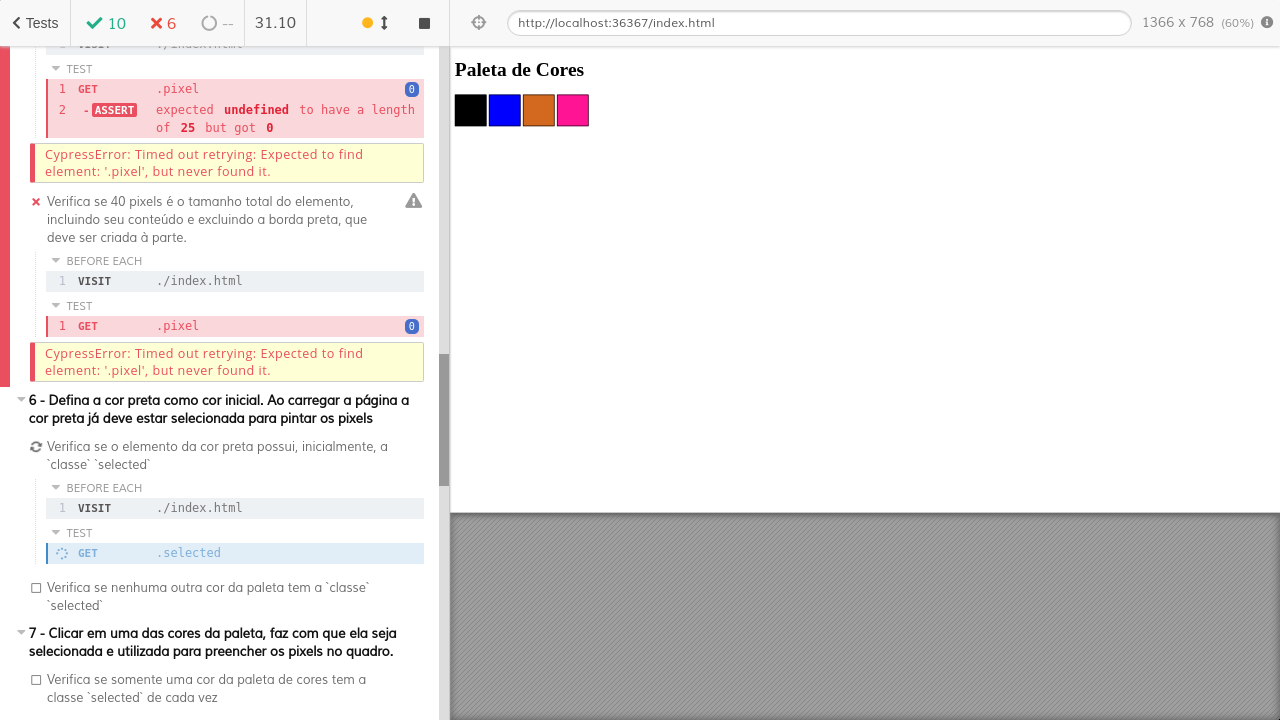 Tests
10
6
--
31.10
http://localhost:36367/index.html
1366 x 768 (60%)
TEST
1 GET .pixel 0
2 - ASSERT expected undefined to have a length
of 25 but got 0
CypressError: Timed out retrying: Expected to find
element: '.pixel', but never found it.
Verifica se 40 pixels é o tamanho total do elemento,
incluindo seu conteúdo e excluindo a borda preta, que
deve ser criada à parte.
BEFORE EACH
1 VISIT ./index.html
TEST
1 GET .pixel 0
CypressError: Timed out retrying: Expected to find
element: '.pixel', but never found it.
6 - Defina a cor preta como cor inicial. Ao carregar a página a
cor preta já deve estar selecionada para pintar os pixels
Verifica se o elemento da cor preta possui, inicialmente, a
`classe` `selected`
BEFORE EACH
1 VISIT ./index.html
TEST
GET .selected
Verifica se nenhuma outra cor da paleta tem a `classe`
`selected`
7 - Clicar em uma das cores da paleta, faz com que ela seja
selecionada e utilizada para preencher os pixels no quadro.
Verifica se somente uma cor da paleta de cores tem a
classe `selected` de cada vez
Paleta de Cores